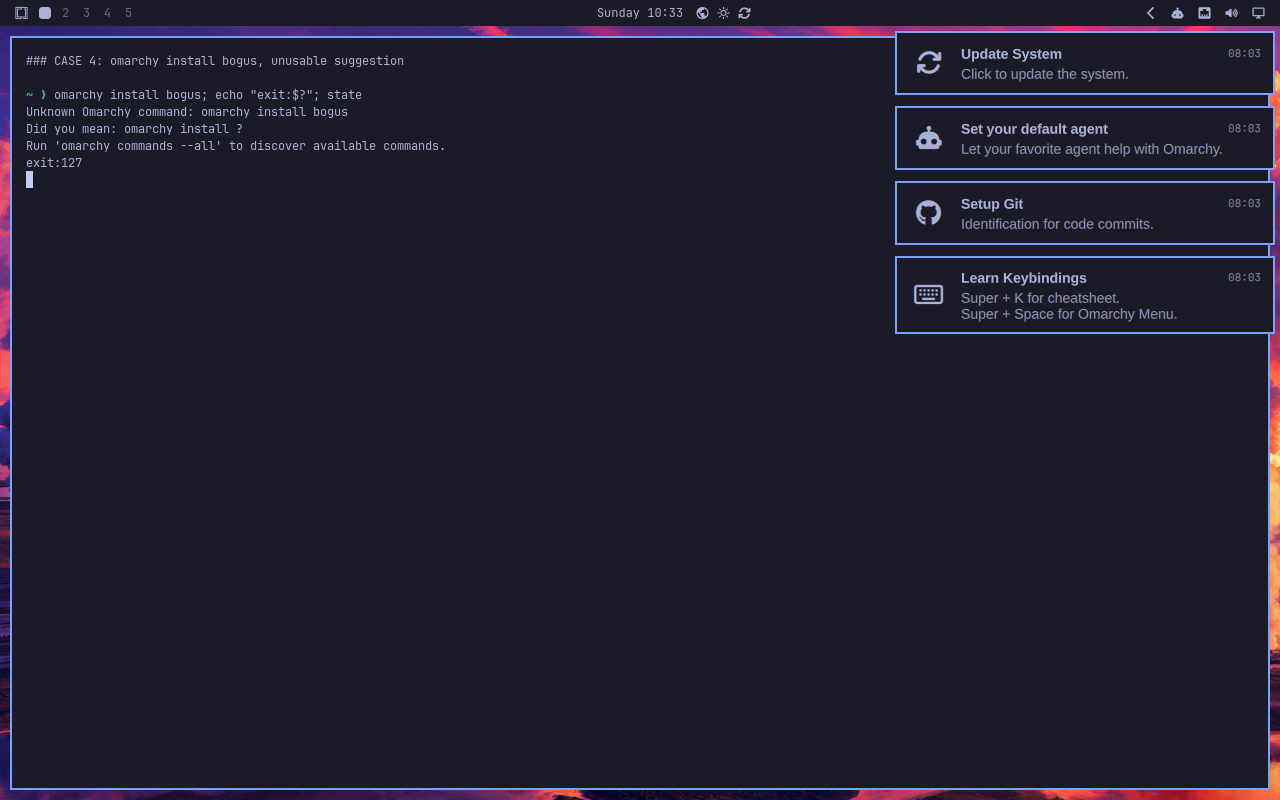 2 3 4 5
Sunday 10:33
### CASE 4: omarchy install bogus, unusable suggestion
~ ❯ omarchy install bogus; echo "exit:$?"; state
Unknown Omarchy command: omarchy install bogus
Did you mean: omarchy install ?
Run 'omarchy commands --all' to discover available commands.
exit:127
Update System 08:03
Click to update the system.
Set your default agent 08:03
Let your favorite agent help with Omarchy.
Setup Git 08:03
Identification for code commits.
Learn Keybindings 08:03
Super + K for cheatsheet.
Super + Space for Omarchy Menu.